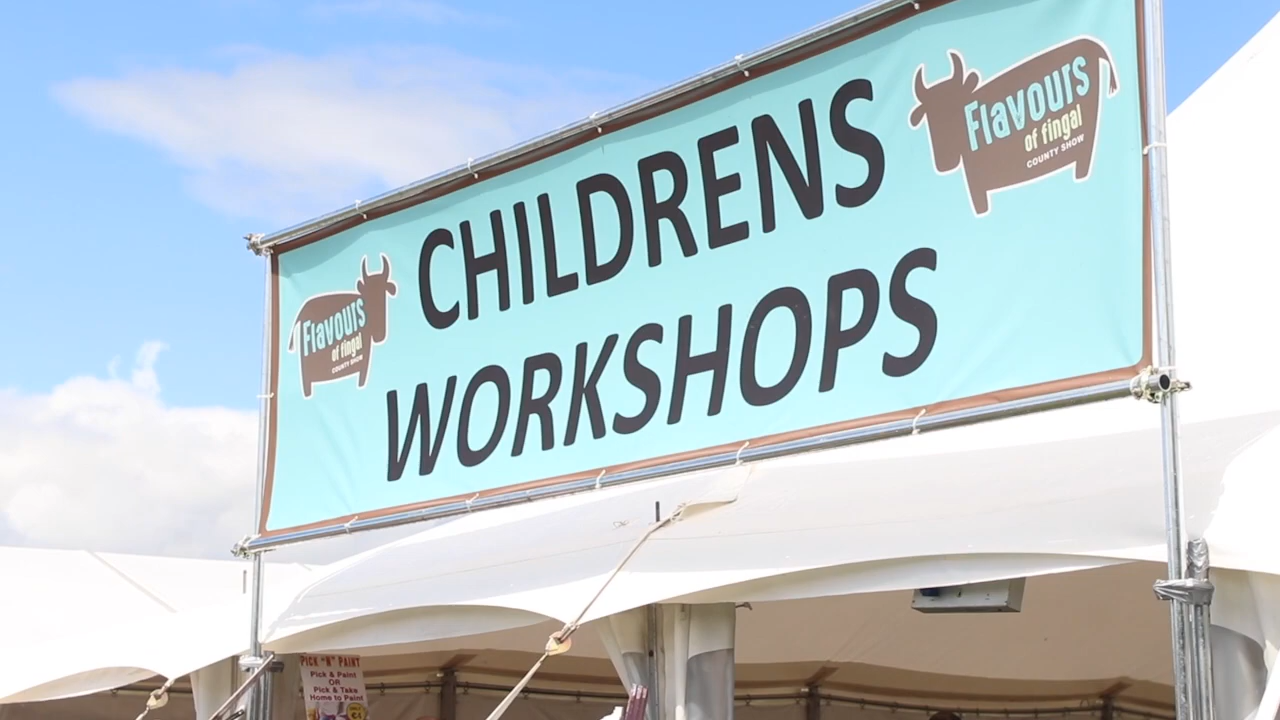 CHILDRENS
WORKSHOPS
Flavours
of fingal
COUNTY SHOW
Flavours
of fingal
COUNTY SHOW
PICK "N" PAINT
Pick & Paint
OR
Pick & Take
Home to Paint
€4